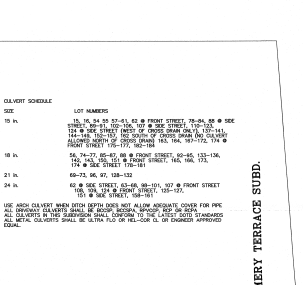 CULVERT SCHEDULE
SIZE LOT NUMBERS
15 in. 15, 16, 54 55 57-61, 62 @ FRONT STREET, 78-84, 88 @ SIDE
STREET, 89-91, 102-106, 107 @ SIDE STREET, 110-123,
124 @ SIDE STREET (WEST OF CROSS DRAIN ONLY), 137-141,
144-149, 152-157, 162 SOUTH OF CROSS DRAIN (NO CULVERT
ALLOWED NORTH OF CROSS DRAIN) 163, 164, 167-172, 174 @
FRONT STREET 175-177, 182-184
18 in. 56, 74-77, 85-87, 88 @ FRONT STREET, 92-95, 133-136,
142, 143, 150, 151 @ FRONT STREET, 165, 166, 173,
174 @ SIDE STREET 178-181
21 in. 69-73, 96, 97, 128-132
24 in. 62 @ SIDE STREET, 63-68, 98-101, 107 @ FRONT STREET
108, 109, 124 @ FRONT STREET, 125-127,
151 @ SIDE STREET, 158-161
USE ARCH CULVERT WHEN DITCH DEPTH DOES NOT ALLOW ADEQUATE COVER FOR PIPE
ALL DRIVEWAY CULVERTS SHALL BE BCCSP, BCCSPA, RPVCCP, RCP OR RCPA
ALL CULVERTS IN THIS SUBDIVISION SHALL CONFORM TO THE LATEST DOTD STANDARDS
ALL METAL CULVERTS SHALL BE ULTRA FLO OR HEL-COR CL OR ENGINEER APPROVED
EQUAL.
MERY TERRACE SUBD.